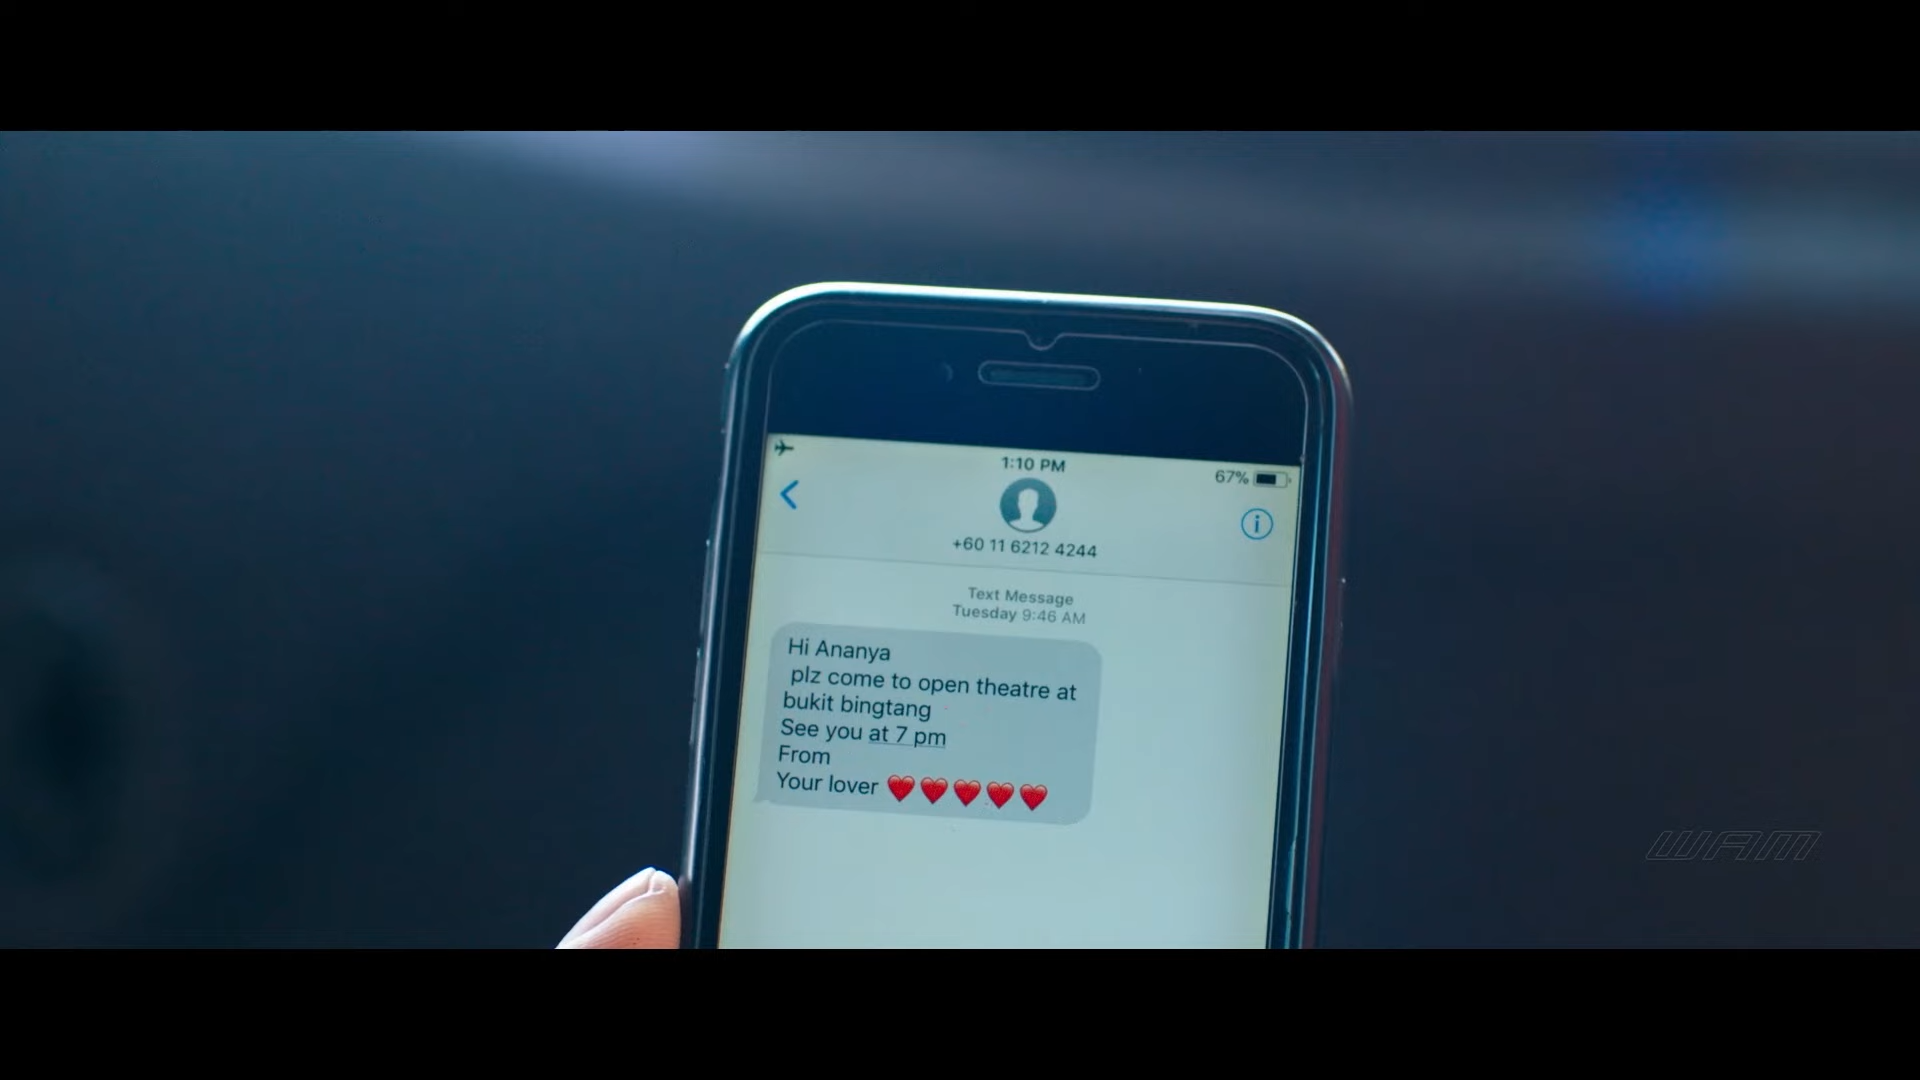 1:10 PM
67%
+60 11 6212 4244
Text Message
Tuesday 9:46 AM
Hi Ananya
plz come to open theatre at
bukit bingtang
See you at 7 pm
From
Your lover ❤️❤️❤️❤️❤️
WAM